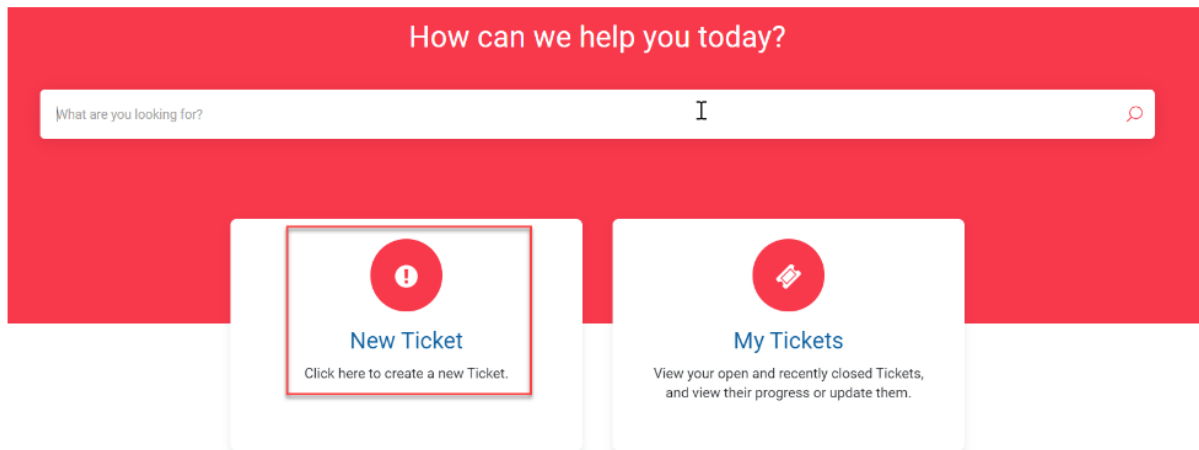 How can we help you today?
What are you looking for?
New Ticket
Click here to create a new Ticket.
My Tickets
View your open and recently closed Tickets,
and view their progress or update them.